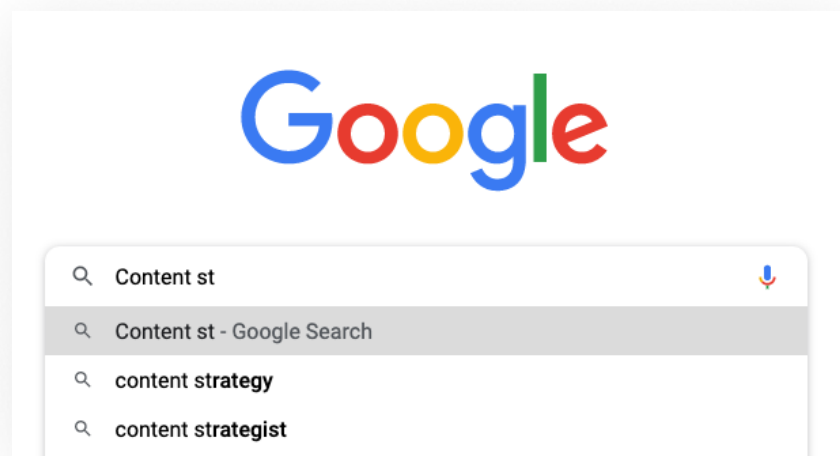 Google
Content st
Content st - Google Search
content strategy
content strategist